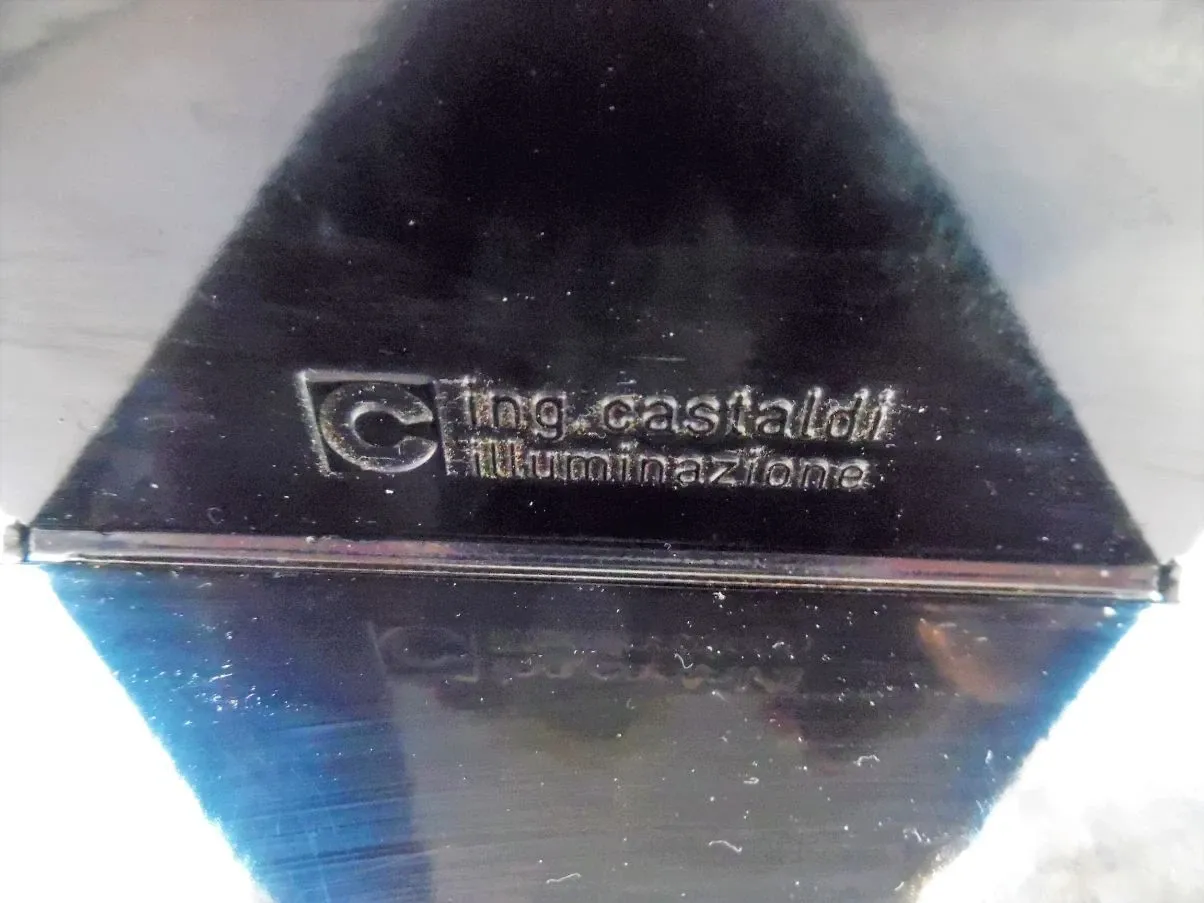 C ing. castaldi
illuminazione